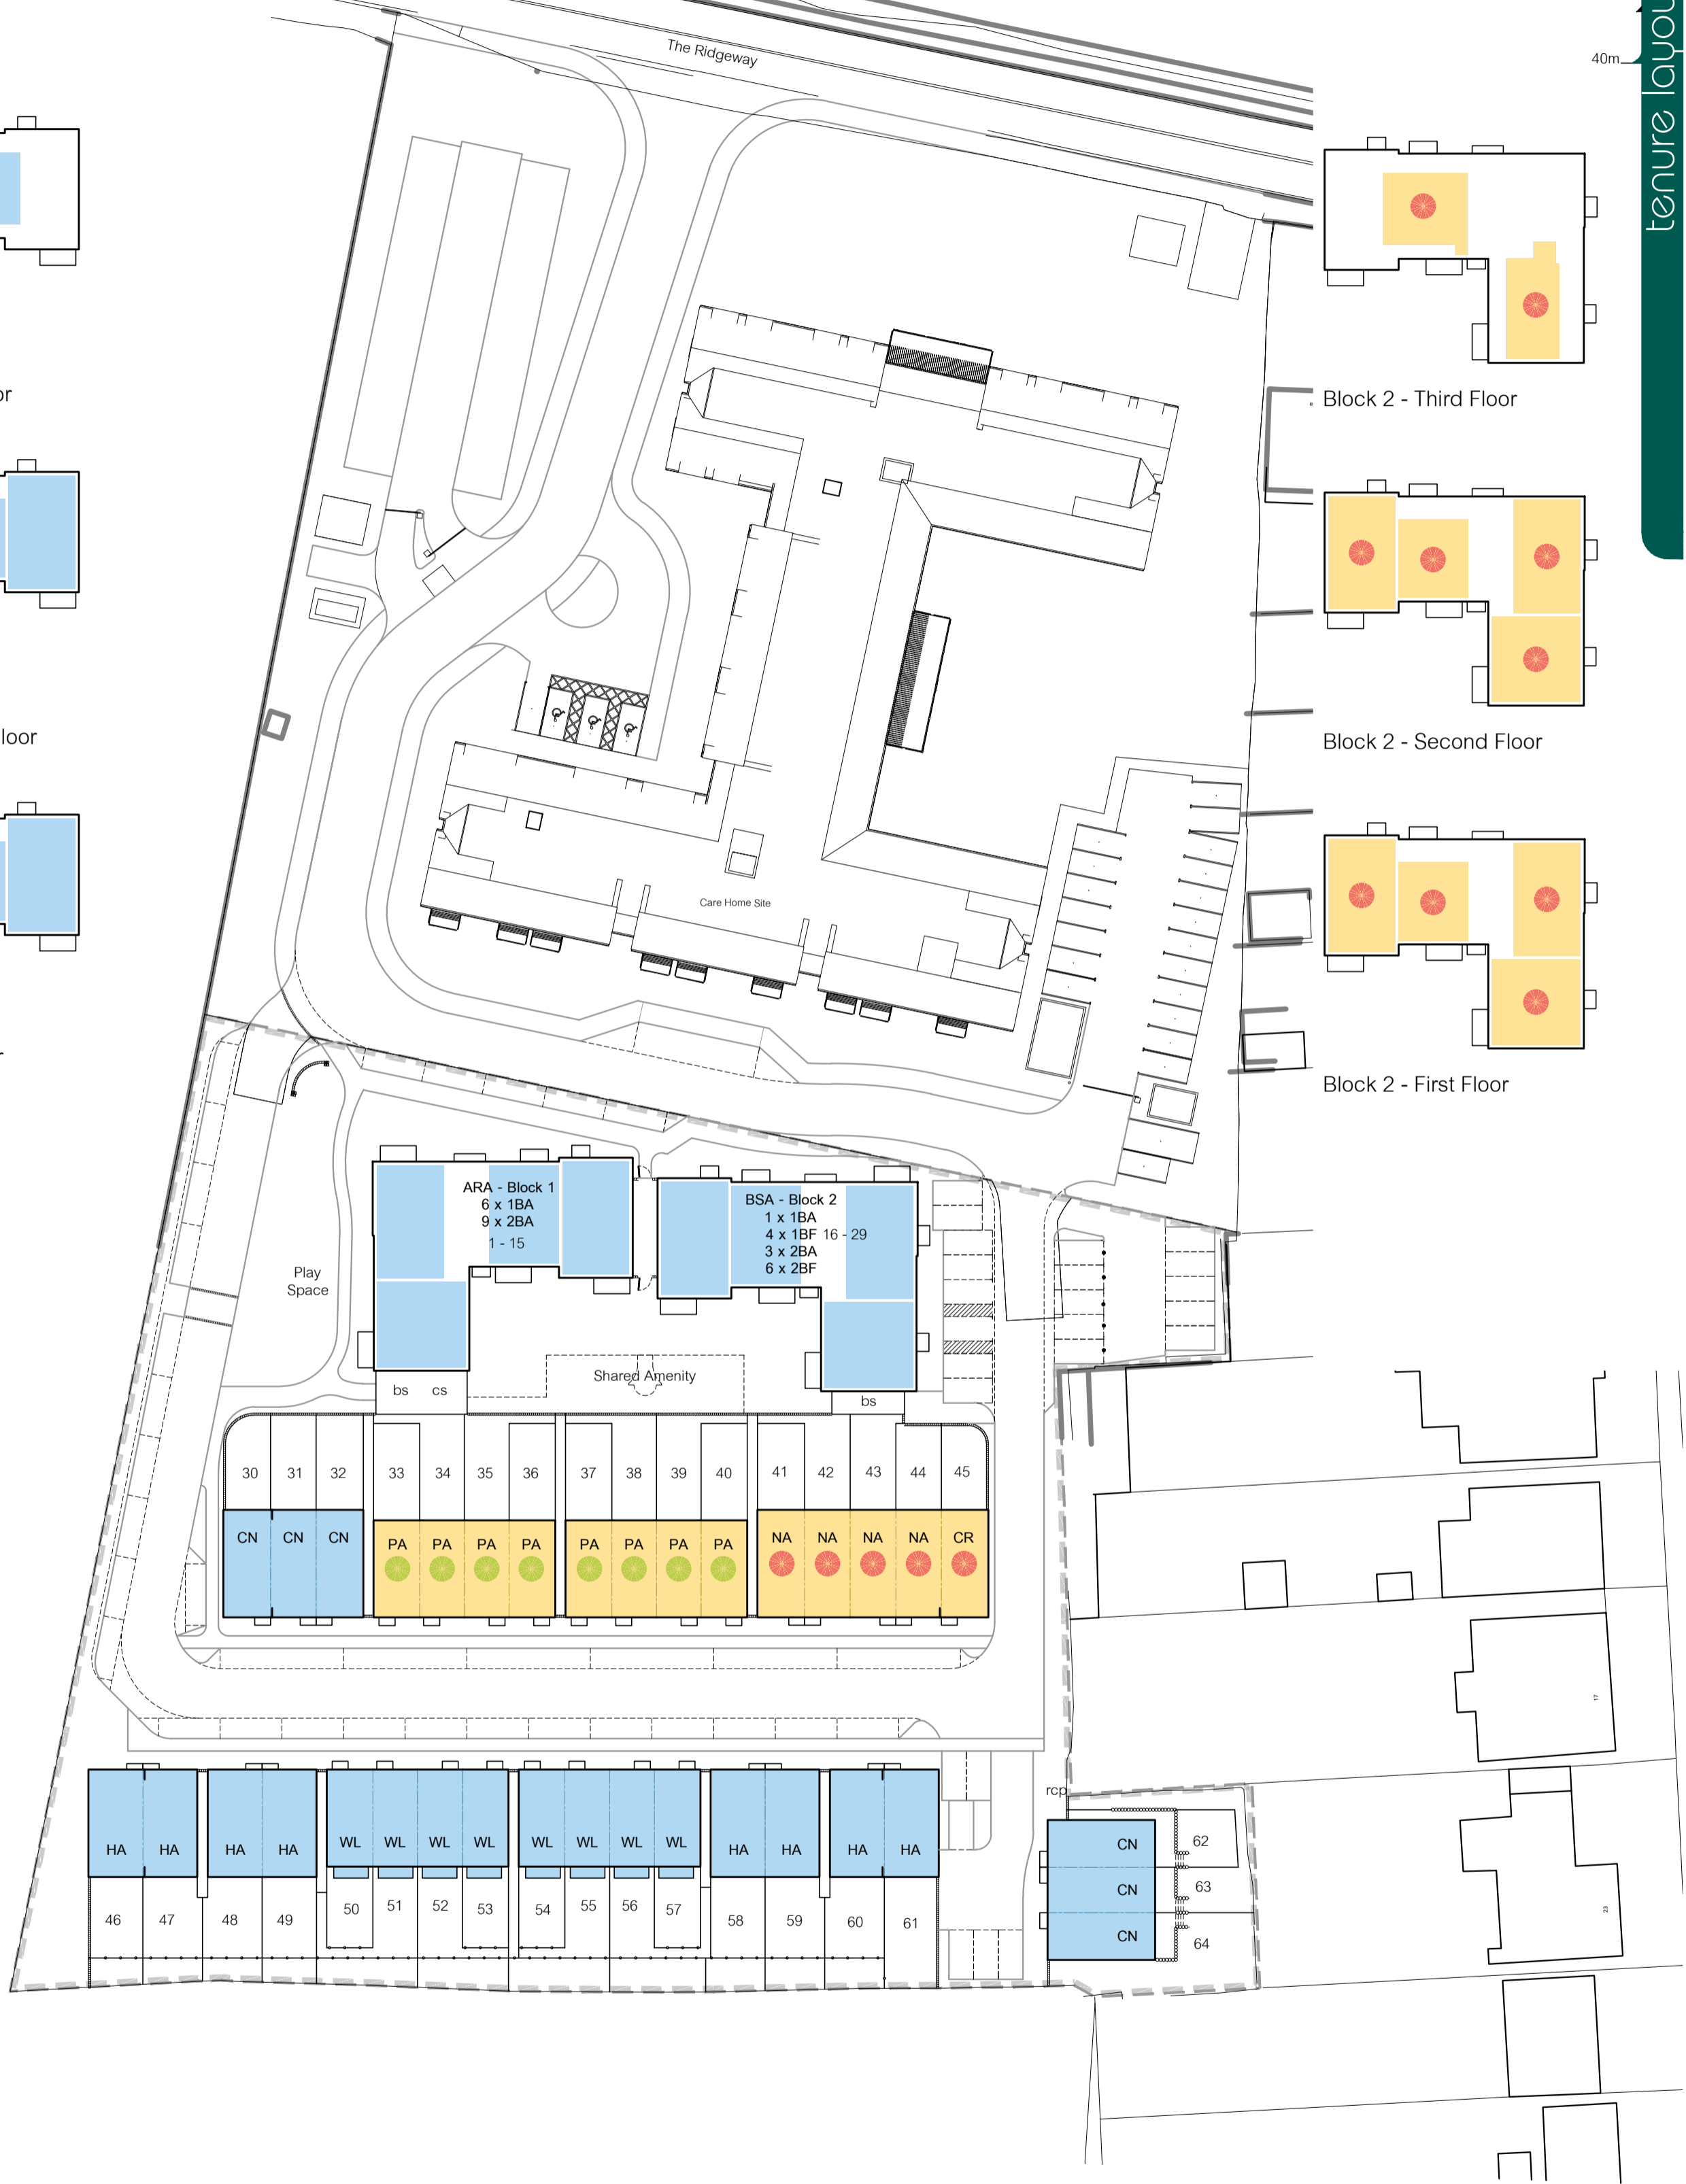 The Ridgeway
40m
tenure layou
Block 2 - Third Floor
or
Block 2 - Second Floor
loor
Care Home Site
Block 2 - First Floor
ARA - Block 1
6 x 1BA
9 x 2BA
1 - 15
BSA - Block 2
1 x 1BA
4 x 1BF 16 - 29
3 x 2BA
6 x 2BF
Play
Space
Shared Amenity
bs cs
bs
30 31 32 33 34 35 36 37 38 39 40 41 42 43 44 45
CN CN CN PA PA PA PA PA PA PA PA NA NA NA NA CR
17
rcp
HA HA HA HA WL WL WL WL WL WL WL WL HA HA HA HA
46 47 48 49 50 51 52 53 54 55 56 57 58 59 60 61
CN 62
CN 63
CN 64
23